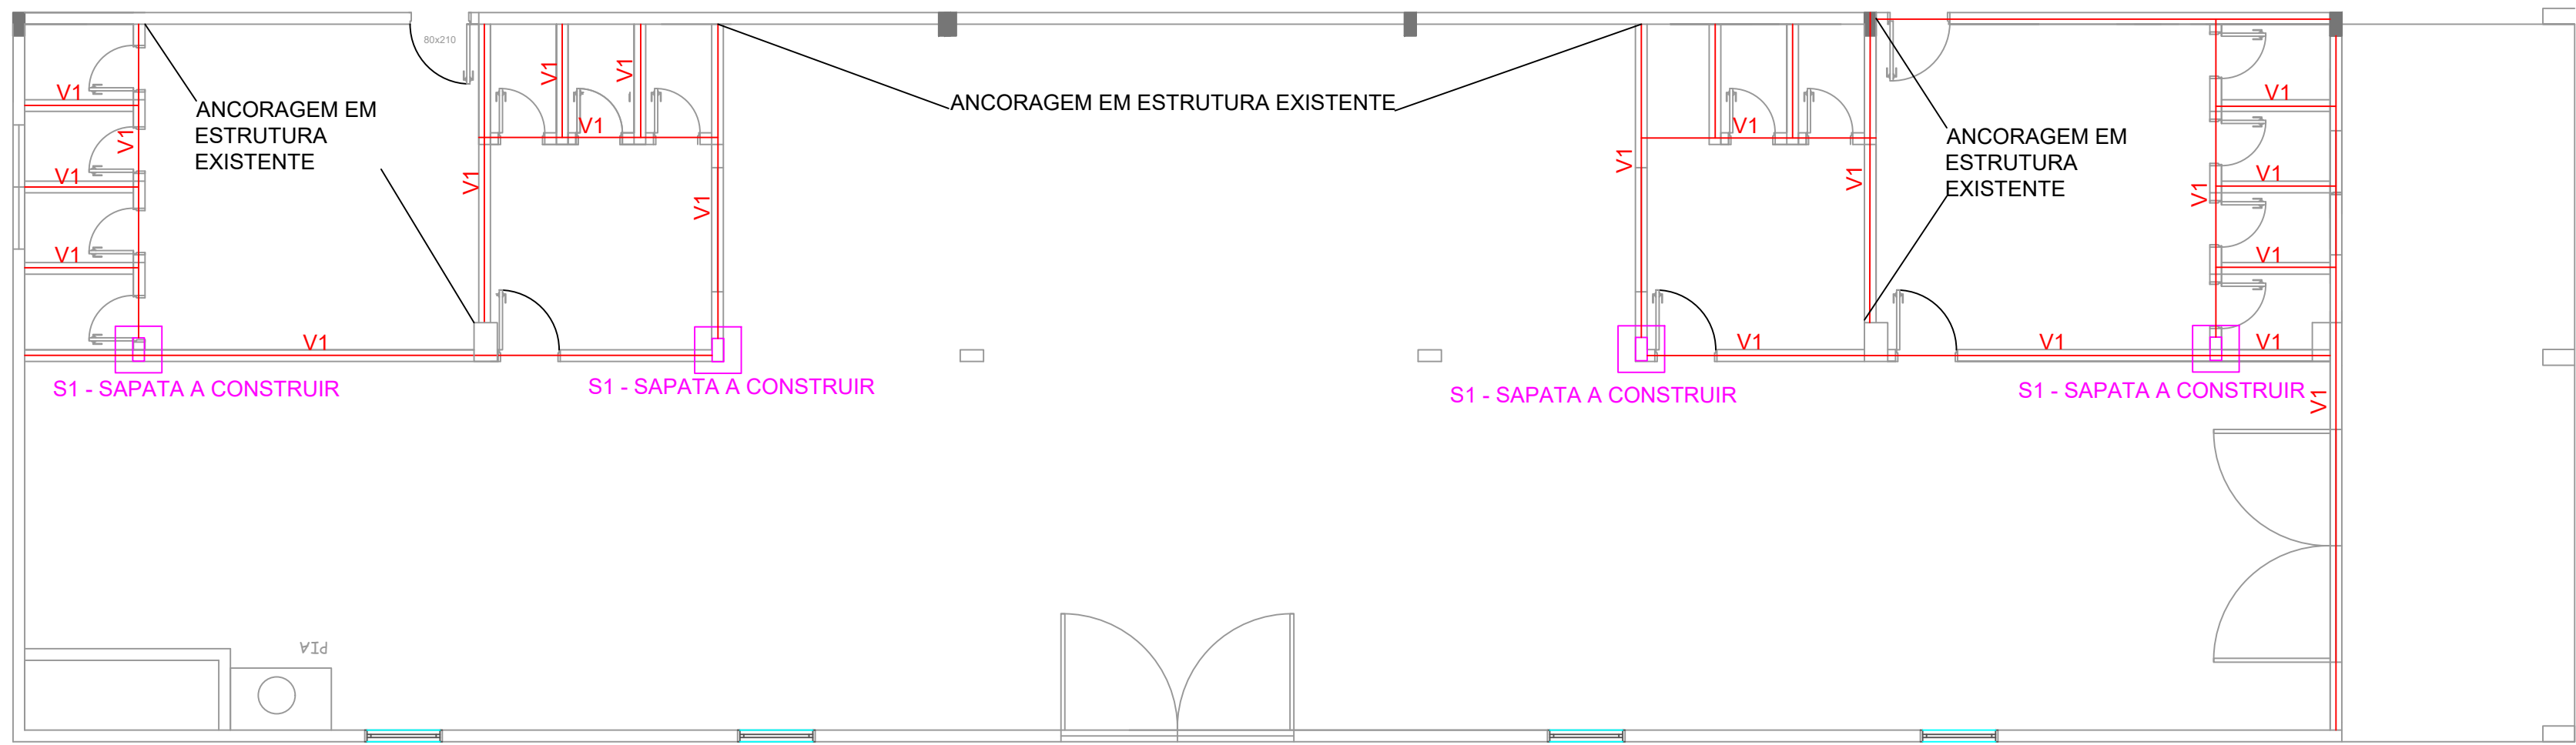 80x210
V1
V1
V1
V1
V1
ANCORAGEM EM
ESTRUTURA
EXISTENTE
V1
V1
V1
V1
V1
V1
ANCORAGEM EM ESTRUTURA EXISTENTE
V1
V1
V1
V1
ANCORAGEM EM
ESTRUTURA
EXISTENTE
V1
V1
V1
V1
V1
V1
V1
V1
S1 - SAPATA A CONSTRUIR
S1 - SAPATA A CONSTRUIR
S1 - SAPATA A CONSTRUIR
S1 - SAPATA A CONSTRUIR
PIA